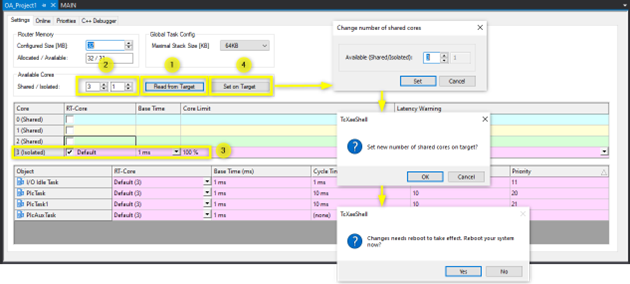 OA_Project1 MAIN
Settings Online Priorities C++ Debugger
Router Memory
Configured Size [MB] 32
Allocated / Available: 32 / 32
Global Task Config
Maximal Stack Size [KB] 64KB
Available Cores
Shared / Isolated: 3 1 Read from Target Set on Target
2 1 4
Core RT-Core Base Time Core Limit Latency Warning
0 (Shared)
1 (Shared)
2 (Shared)
3 (Isolated) Default 1 ms 100 % 3
Object RT-Core Base Time (ms) Cycle Time Priority
I/O Idle Task Default (3) 1 ms 1 ms 11
PlcTask Default (3) 1 ms 10 ms 10 20
PlcTask1 Default (3) 1 ms 10 ms 10 21
PlcAuxTask Default (3) 1 ms (none)
Change number of shared cores
Available (Shared/Isolated): 3 1
Set Cancel
TcXaeShell
Set new number of shared cores on target?
OK Cancel
TcXaeShell
Changes needs reboot to take effect. Reboot your system
now?
Yes No